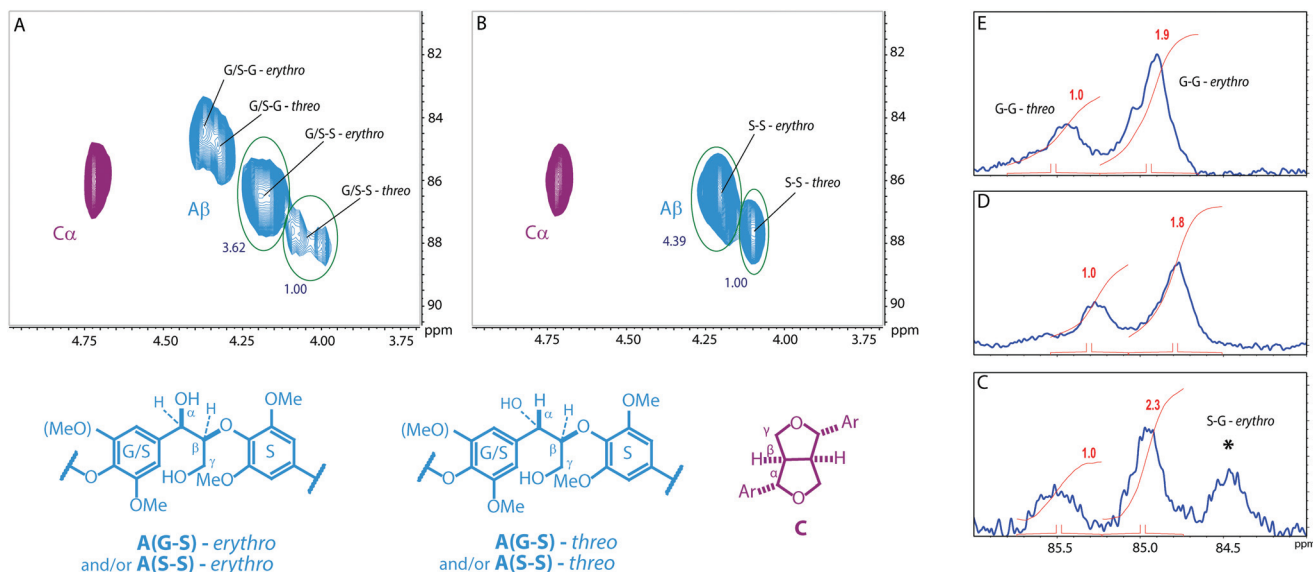 A
G/S-G - erythro
G/S-G - threo
G/S-S - erythro
G/S-S - threo
Cα
Aβ
3.62
1.00
82
84
86
88
90
ppm
4.75
4.50
4.25
4.00
3.75
B
S-S - erythro
S-S - threo
Cα
Aβ
4.39
1.00
82
84
86
88
90
ppm
4.75
4.50
4.25
4.00
3.75
E
1.9
1.0
G-G - threo
G-G - erythro
D
1.8
1.0
C
2.3
1.0
S-G - erythro
*
85.5
85.0
84.5
ppm
H
OH
α
H
(MeO)
G/S
O
β
γ
HO
MeO
OMe
S
O
OMe
O
A(G-S) - erythro
and/or A(S-S) - erythro
HO
H
α
H
(MeO)
G/S
O
β
γ
HO
MeO
OMe
S
O
OMe
O
A(G-S) - threo
and/or A(S-S) - threo
O
Ar
γ
β
H
H
α
Ar
O
C